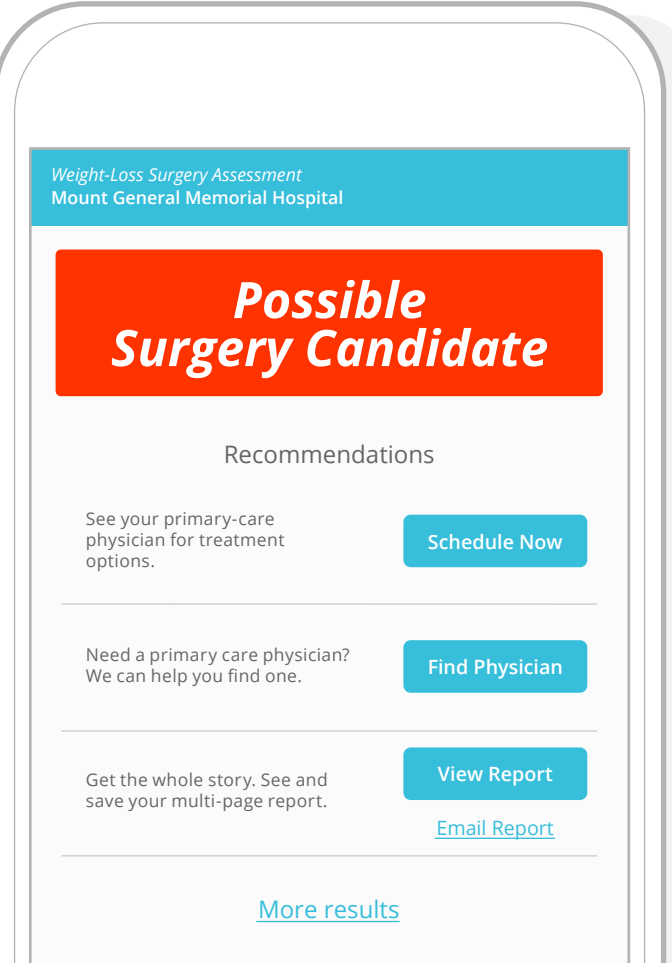 Weight-Loss Surgery Assessment
Mount General Memorial Hospital
Possible
Surgery Candidate
Recommendations
See your primary-care
physician for treatment
options.
Schedule Now
Need a primary care physician?
We can help you find one.
Find Physician
Get the whole story. See and
save your multi-page report.
View Report
Email Report
More results